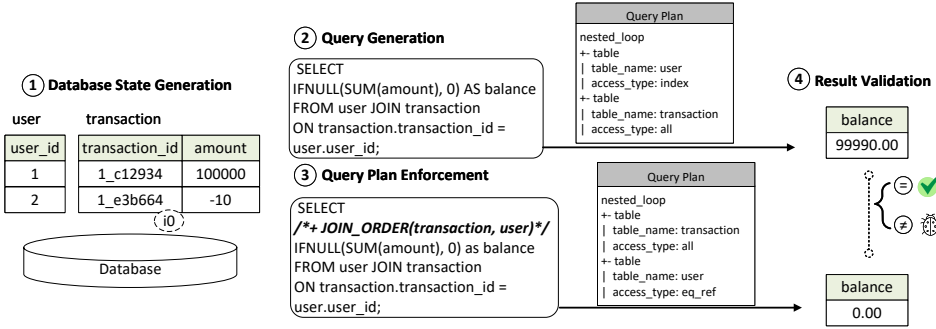 1 Database State Generation
user transaction
user_id transaction_id amount
1 1_c12934 100000
2 1_e3b664 -10
i0
Database
2 Query Generation
SELECT
IFNULL(SUM(amount), 0) AS balance
FROM user JOIN transaction
ON transaction.transaction_id =
user.user_id;
Query Plan
nested_loop
+- table
| table_name: user
| access_type: index
+- table
| table_name: transaction
| access_type: all
3 Query Plan Enforcement
SELECT
/*+ JOIN_ORDER(transaction, user)*/
IFNULL(SUM(amount), 0) as balance
FROM user JOIN transaction
ON transaction.transaction_id =
user.user_id;
Query Plan
nested_loop
+- table
| table_name: transaction
| access_type: all
+- table
| table_name: user
| access_type: eq_ref
4 Result Validation
balance
99990.00
=
≠
balance
0.00